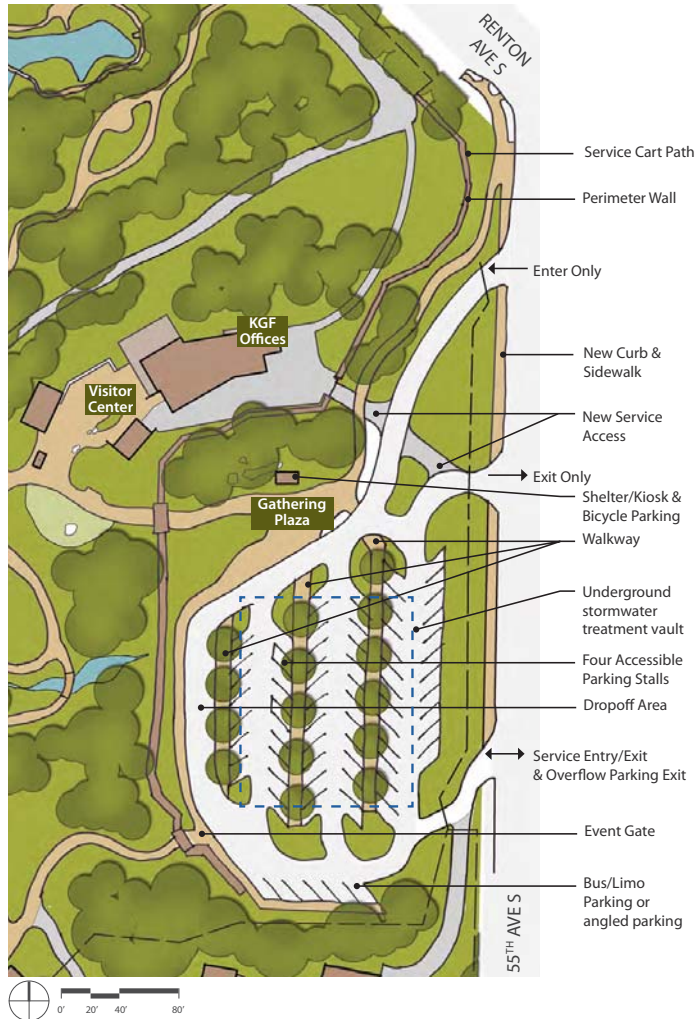 RENTON
AVE S
Service Cart Path
Perimeter Wall
Enter Only
KGF
Offices
New Curb &
Sidewalk
Visitor
Center
New Service
Access
Exit Only
Shelter/Kiosk &
Bicycle Parking
Gathering
Plaza
Walkway
Underground
stormwater
treatment vault
Four Accessible
Parking Stalls
Dropoff Area
Service Entry/Exit
& Overflow Parking Exit
Event Gate
Bus/Limo
Parking or
angled parking
55TH AVE S
0' 20' 40' 80'